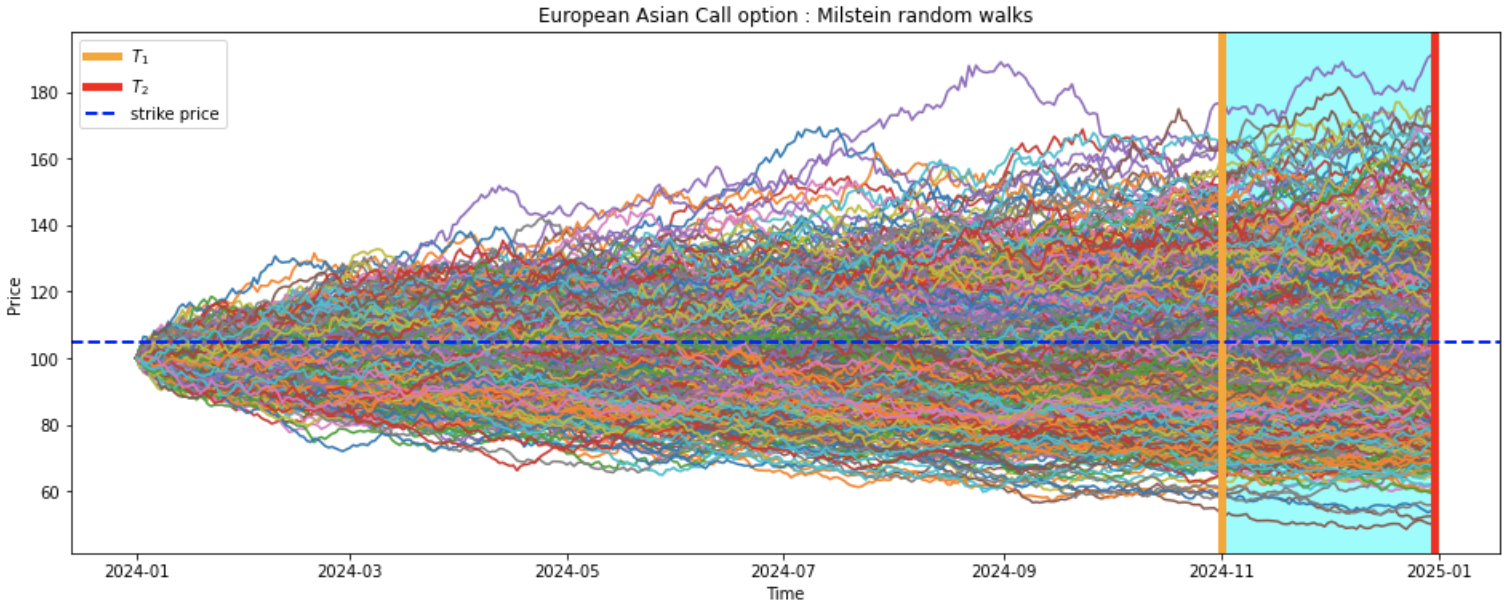 European Asian Call option : Milstein random walks
T₁
T₂
strike price
180
160
140
120
100
80
60
Price
2024-01
2024-03
2024-05
2024-07
2024-09
2024-11
2025-01
Time